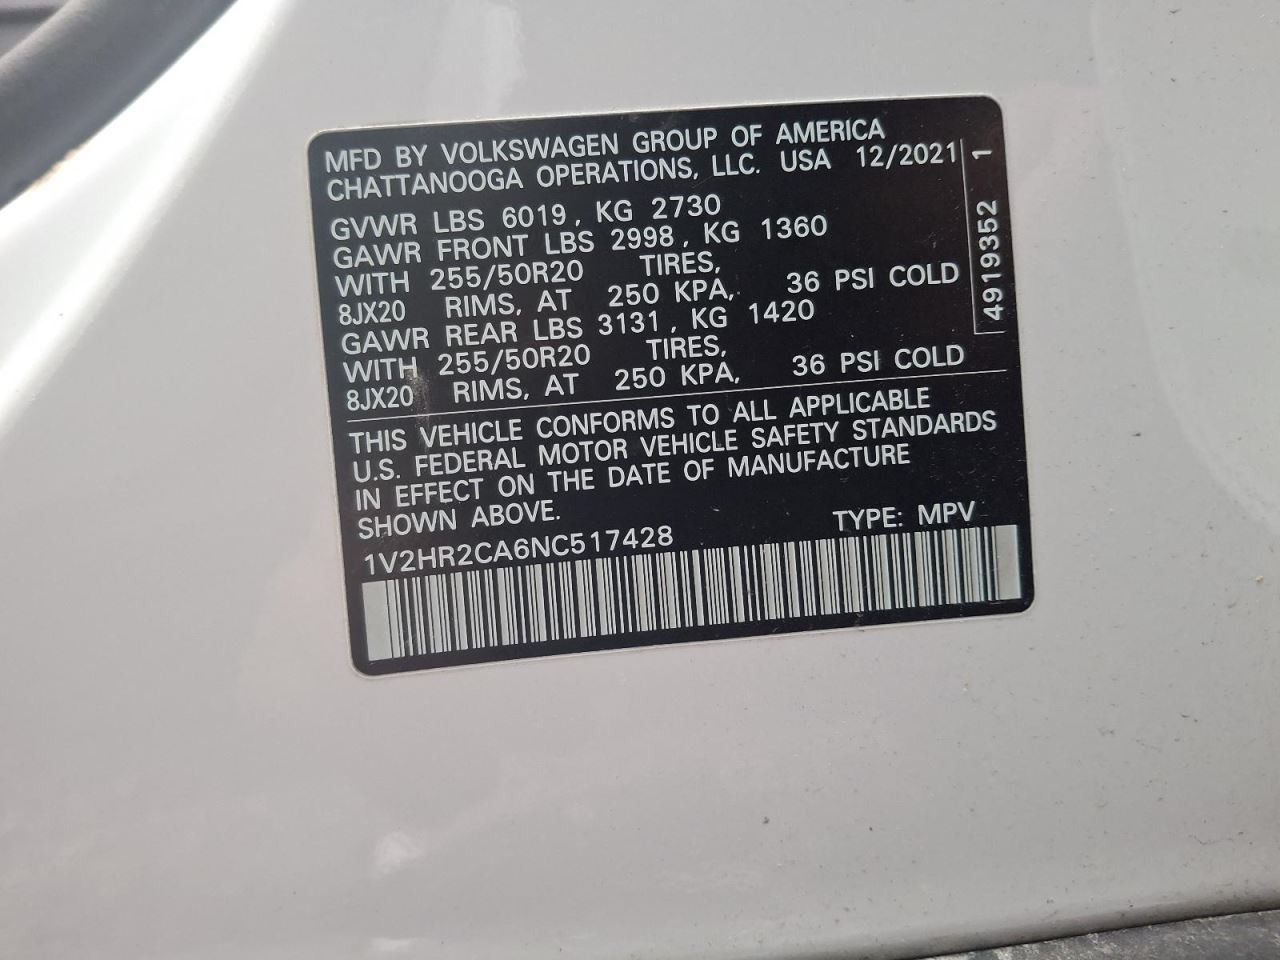 MFD BY VOLKSWAGEN GROUP OF AMERICA
CHATTANOOGA OPERATIONS, LLC. USA 12/2021
GVWR LBS 6019, KG 2730
GAWR FRONT LBS 2998, KG 1360
WITH 255/50R20 TIRES,
8JX20 RIMS, AT 250 KPA, 36 PSI COLD
GAWR REAR LBS 3131, KG 1420
WITH 255/50R20 TIRES,
8JX20 RIMS, AT 250 KPA, 36 PSI COLD
THIS VEHICLE CONFORMS TO ALL APPLICABLE
U.S. FEDERAL MOTOR VEHICLE SAFETY STANDARDS
IN EFFECT ON THE DATE OF MANUFACTURE
SHOWN ABOVE.
TYPE: MPV
1V2HR2CA6NC517428
4919352 1